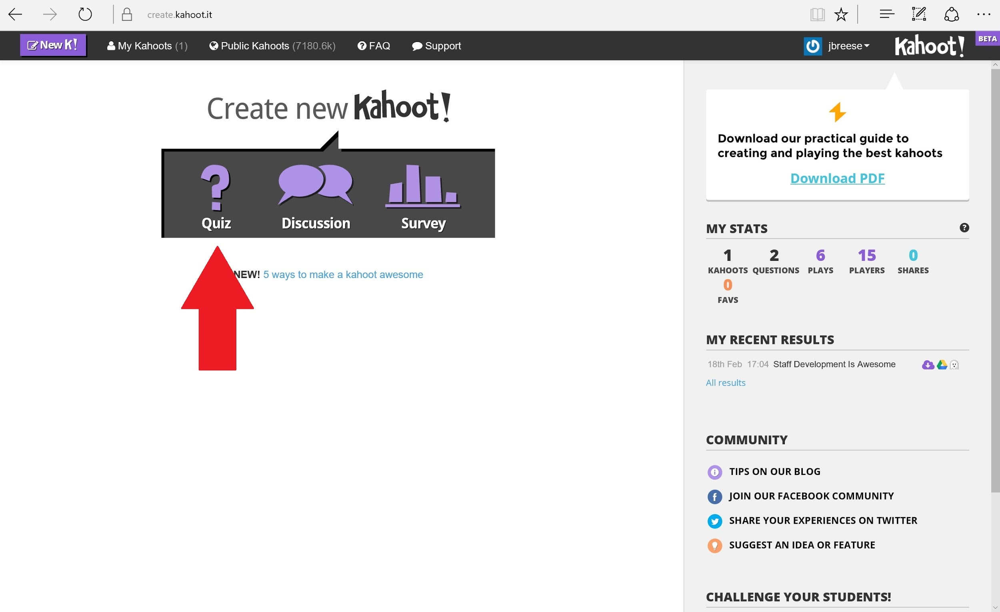 create.kahoot.it
New K!
My Kahoots (1)
Public Kahoots (7180.6k)
FAQ
Support
jbreese
Kahoot!
BETA
Create new Kahoot!
Quiz
Discussion
Survey
NEW! 5 ways to make a kahoot awesome
Download our practical guide to
creating and playing the best kahoots
Download PDF
MY STATS
1 2 6 15 0
KAHOOTS QUESTIONS PLAYS PLAYERS SHARES
0
FAVS
MY RECENT RESULTS
18th Feb 17:04 Staff Development Is Awesome
All results
COMMUNITY
TIPS ON OUR BLOG
JOIN OUR FACEBOOK COMMUNITY
SHARE YOUR EXPERIENCES ON TWITTER
SUGGEST AN IDEA OR FEATURE
CHALLENGE YOUR STUDENTS!